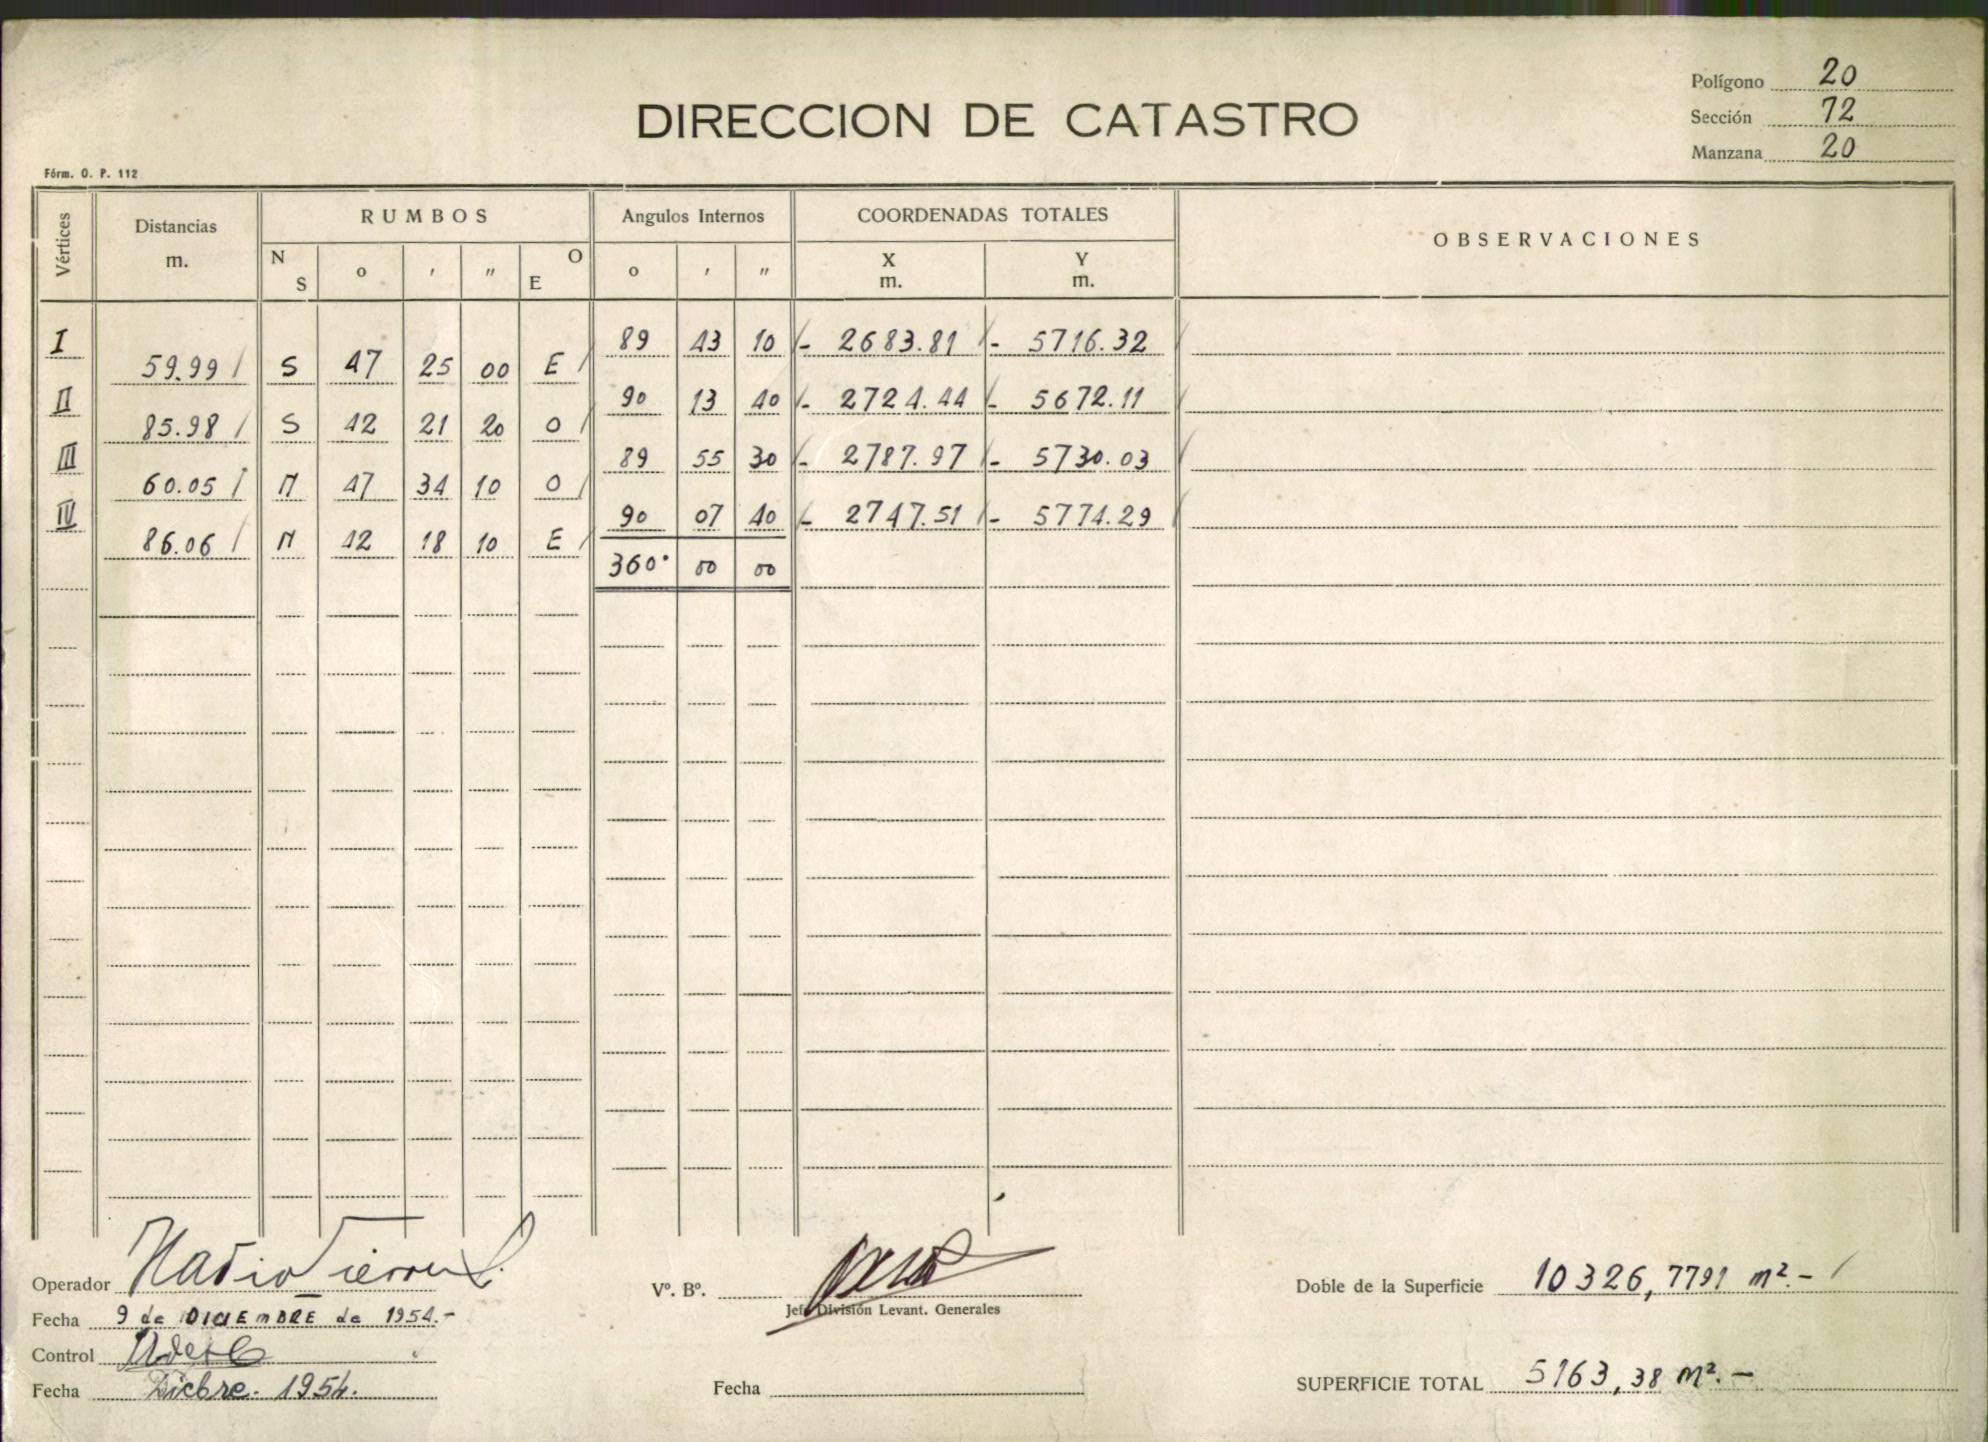 DIRECCION DE CATASTRO
Polígono 20
Sección 72
Manzana 20
Fórm. O. P. 112
Vértices Distancias m. RUMBOS N S o ' " O E Angulos Internos o ' " COORDENADAS TOTALES X m. Y m. OBSERVACIONES
I 89 43 10 - 2683.81 - 5716.32
59.99 S 47 25 00 E
II 90 13 40 - 2724.44 - 5672.11
85.98 S 42 21 20 O
III 89 55 30 - 2787.97 - 5730.03
60.05 N 47 34 10 O
IV 90 07 40 - 2747.51 - 5774.29
86.06 N 42 18 10 E
360° 00 00
Operador
Fecha 9 de DICIEMBRE de 1954.-
Control
Fecha Dicbre. 1954.
Vº. Bº.
Jefe División Levant. Generales
Fecha
Doble de la Superficie 10326,7791 m².-
SUPERFICIE TOTAL 5163,38 M².-